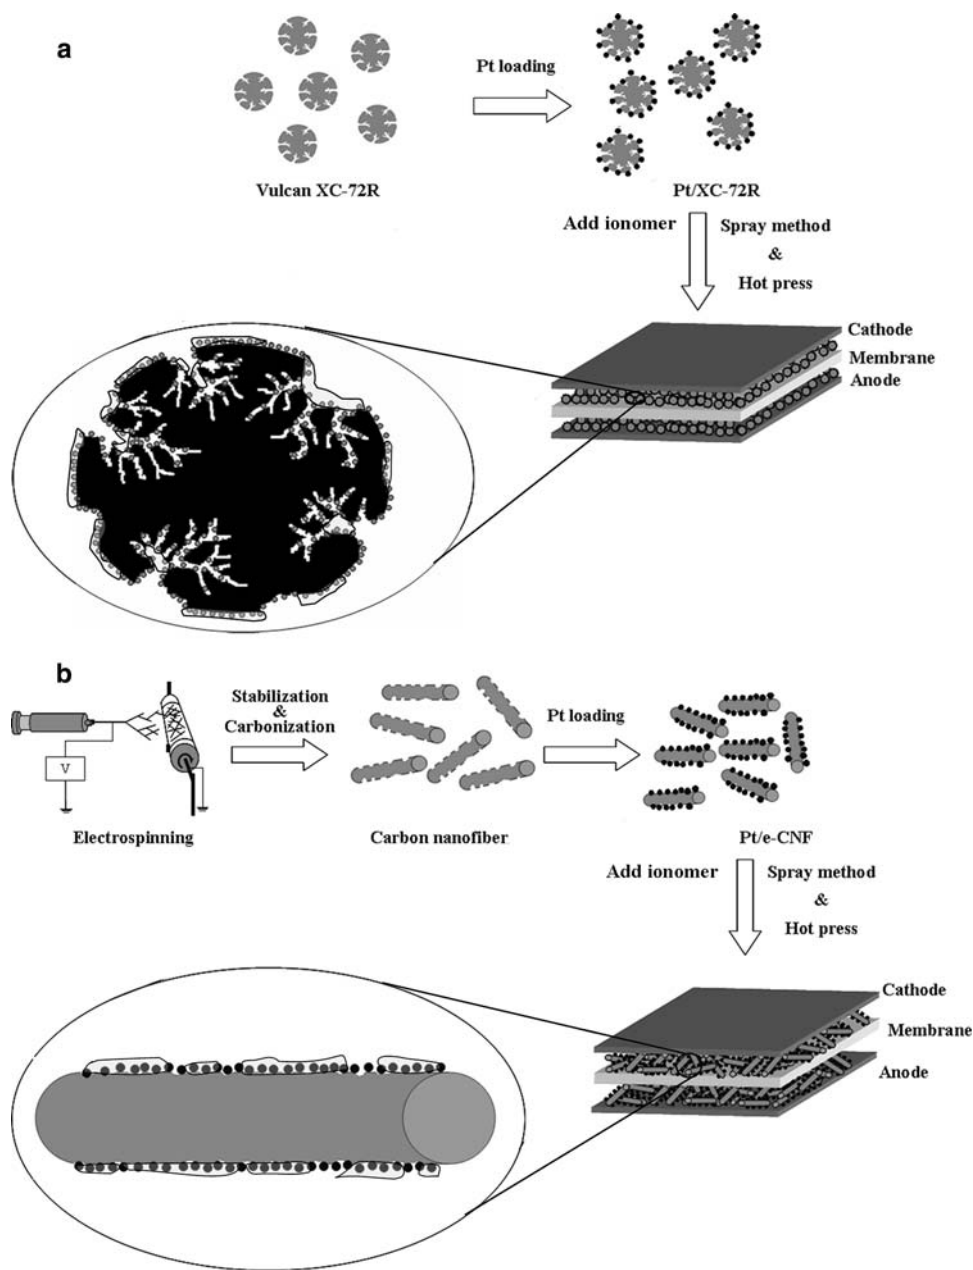 a
Pt loading
Vulcan XC-72R
Pt/XC-72R
Add ionomer
Spray method
&
Hot press
Cathode
Membrane
Anode
b
Stabilization
&
Carbonization
Pt loading
V
Electrospinning
Carbon nanofiber
Pt/e-CNF
Add ionomer
Spray method
&
Hot press
Cathode
Membrane
Anode